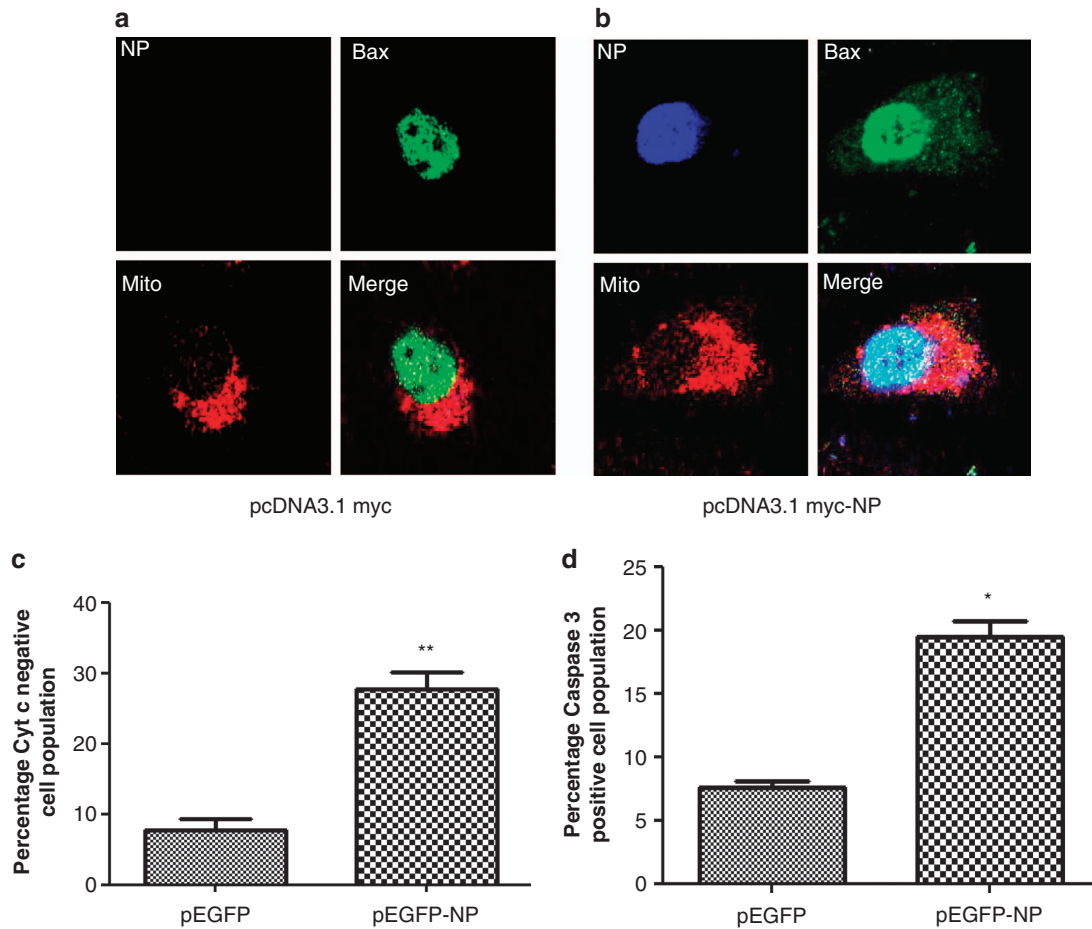 a
NP
Bax
Mito
Merge
pcDNA3.1 myc
b
NP
Bax
Mito
Merge
pcDNA3.1 myc-NP
c
Percentage Cyt c negative
cell population
40
30
20
10
0
**
pEGFP
pEGFP-NP
d
Percentage Caspase 3
positive cell population
25
20
15
10
5
0
*
pEGFP
pEGFP-NP